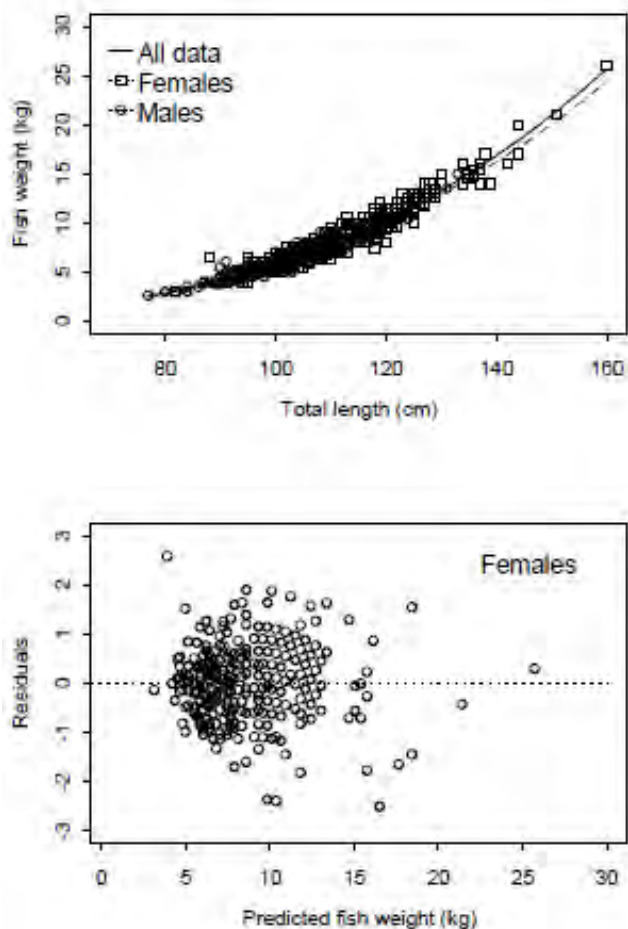 All data
Females
Males
Fish weight (kg)
30
25
20
15
10
5
0
80 100 120 140 160
Total length (cm)
Females
Residuals
3
2
1
0
-1
-2
-3
0 5 10 15 20 25 30
Predicted fish weight (kg)